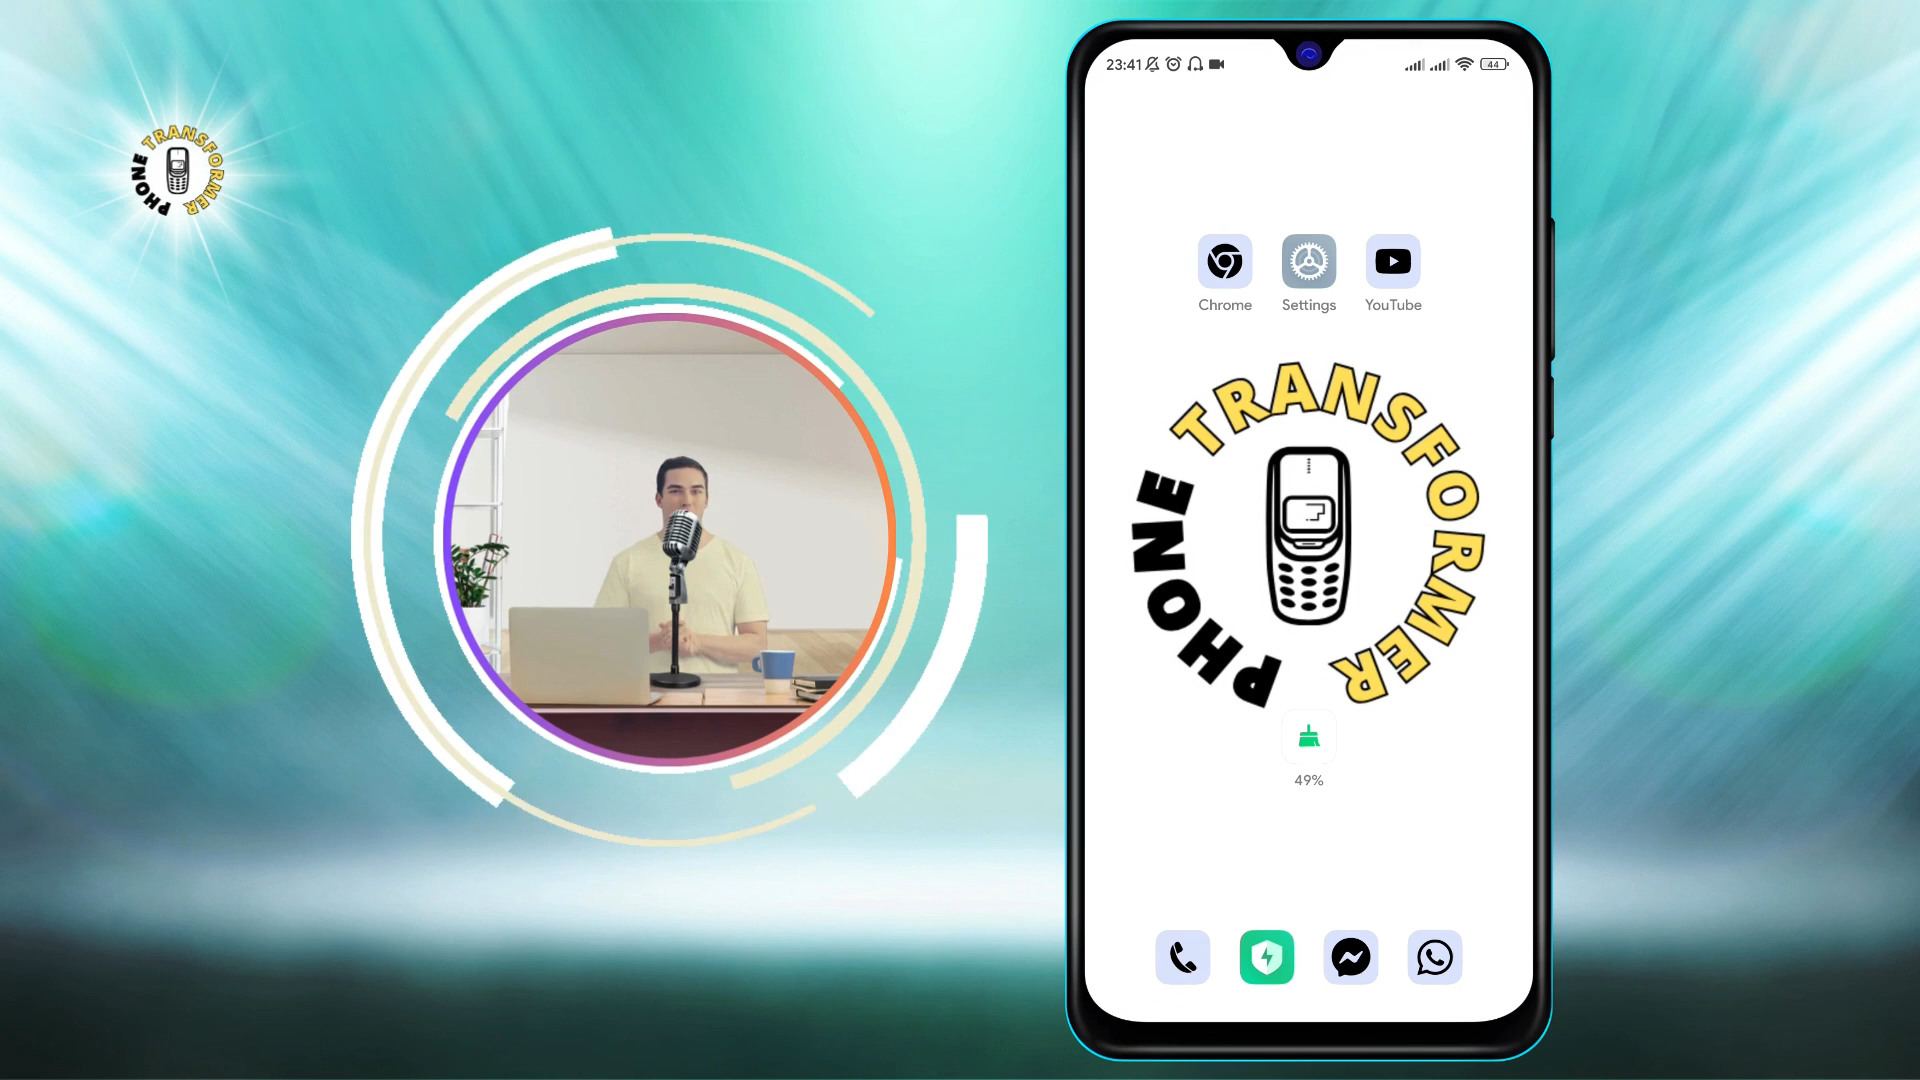 PHONE TRANSFORMER
23:41
44
Chrome
Settings
YouTube
PHONE TRANSFORMER
49%